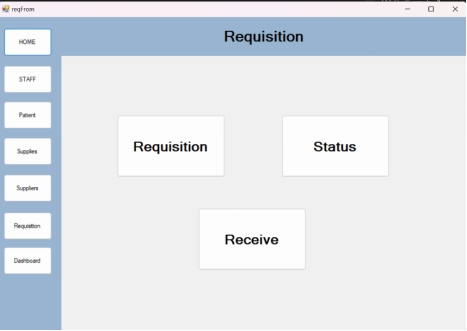 reqFrom
Requisition
HOME
STAFF
Patient
Supplies
Suppliers
Requisition
Dashboard
Requisition
Status
Receive